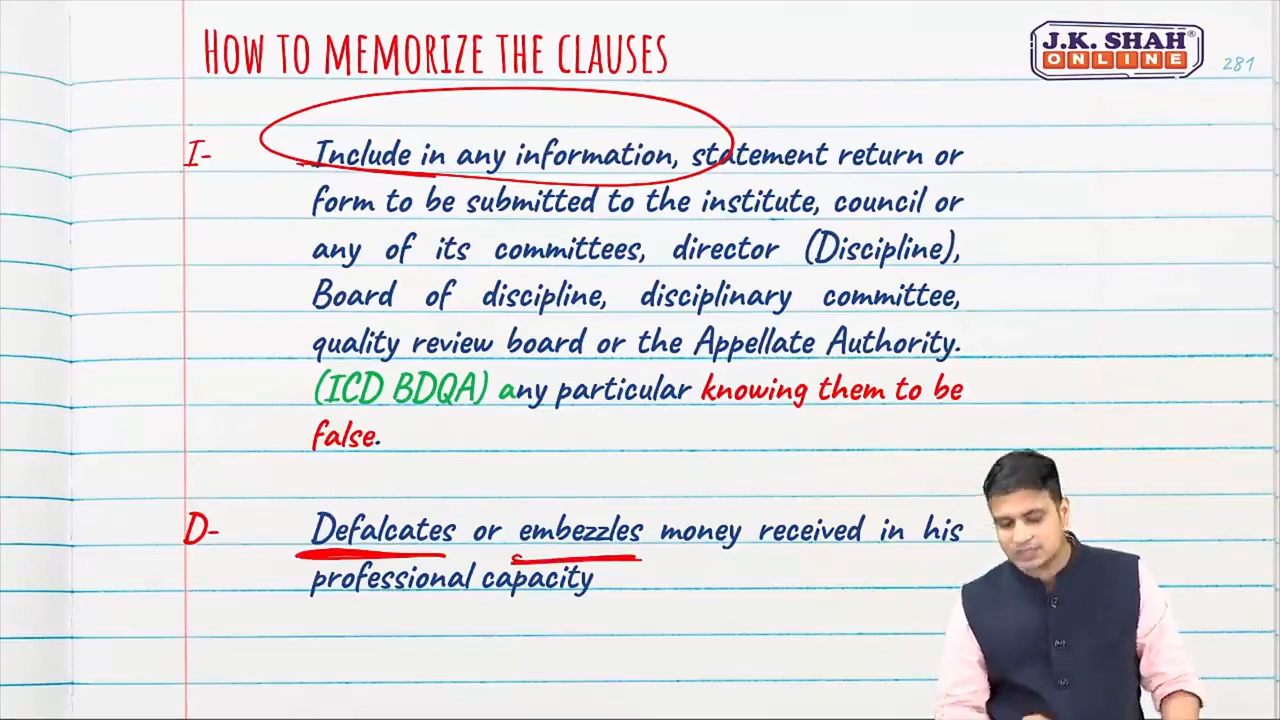 HOW TO MEMORIZE THE CLAUSES
J.K. SHAH®
ONLINE
281
I- Include in any information, statement return or
form to be submitted to the institute, council or
any of its committees, director (Discipline),
Board of discipline, disciplinary committee,
quality review board or the Appellate Authority.
(ICD BDQA) any particular knowing them to be
false.
D- Defalcates or embezzles money received in his
professional capacity